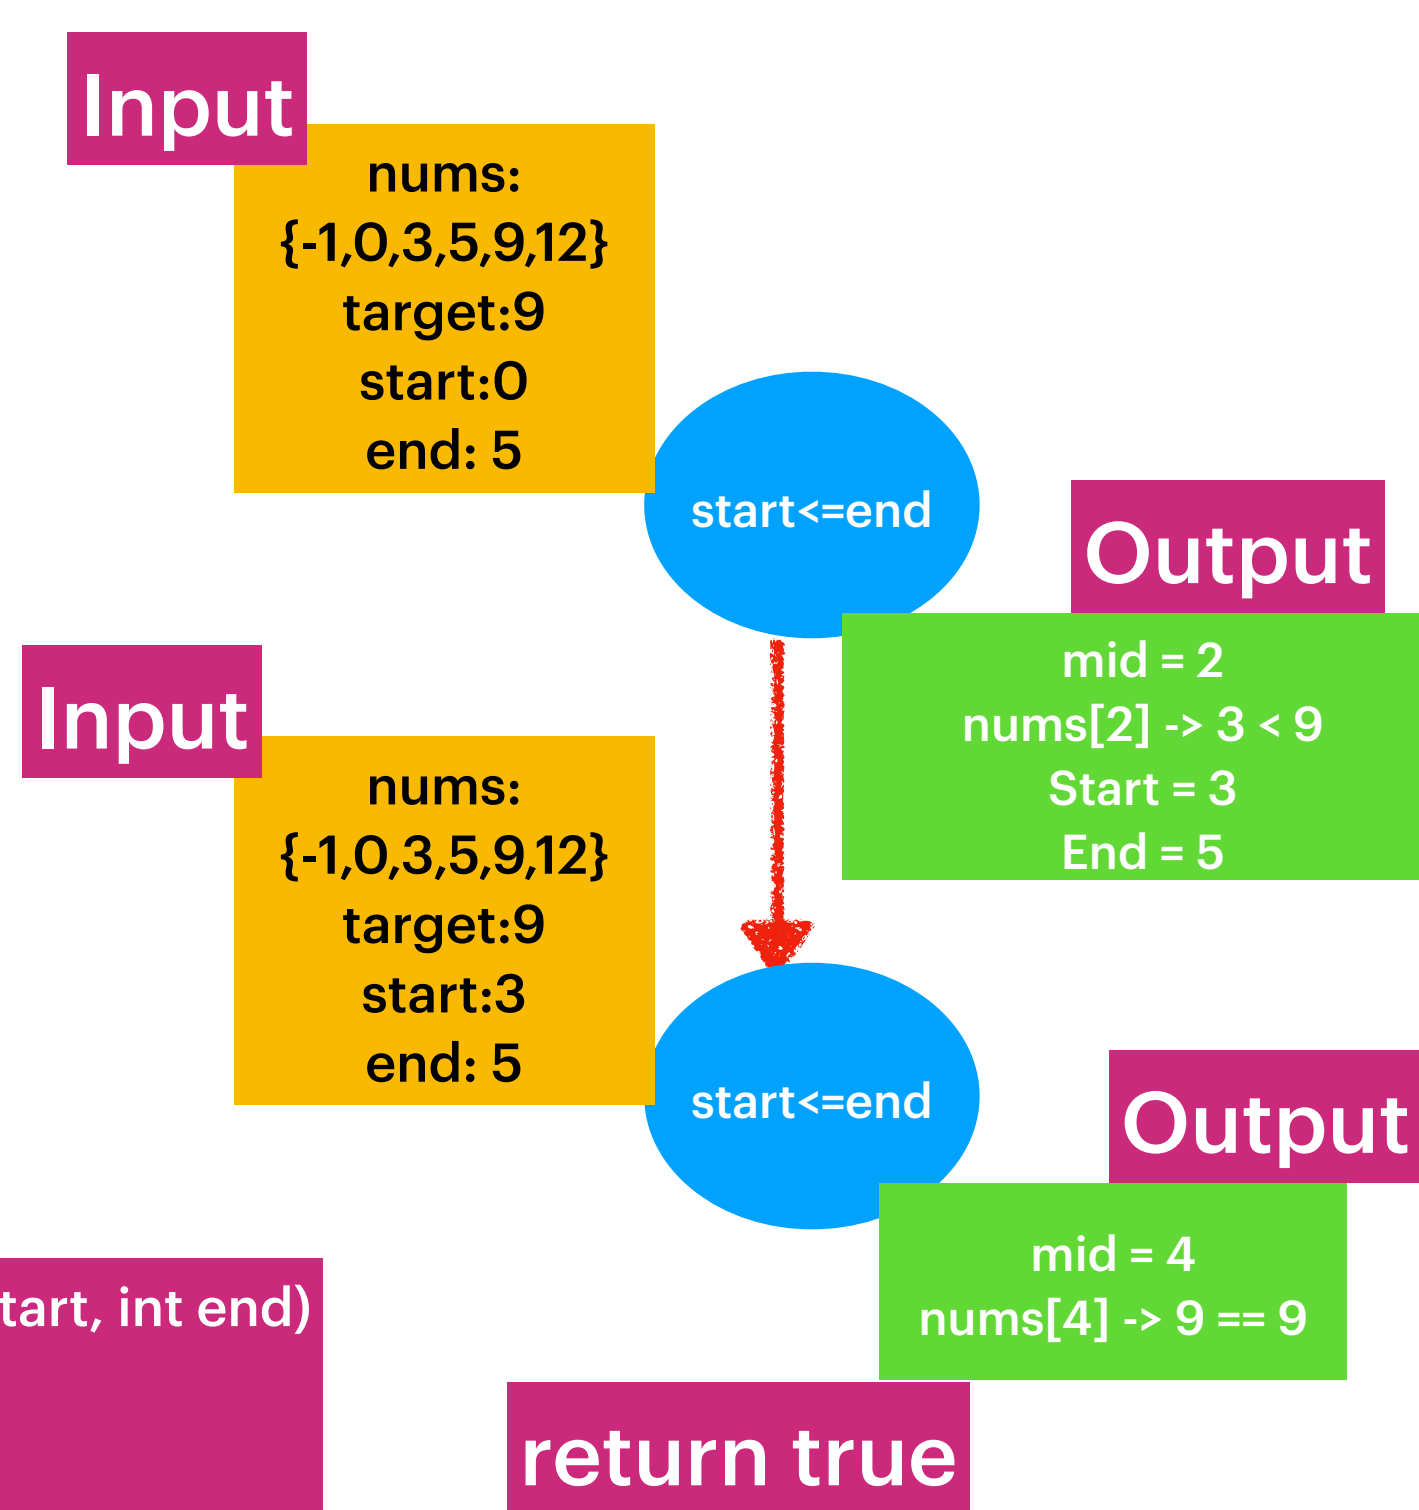 Input
nums:
{-1,0,3,5,9,12}
target:9
start:0
end: 5
start<=end
Output
mid = 2
nums[2] -> 3 < 9
Start = 3
End = 5
Input
nums:
{-1,0,3,5,9,12}
target:9
start:3
end: 5
start<=end
Output
mid = 4
nums[4] -> 9 == 9
tart, int end)
return true